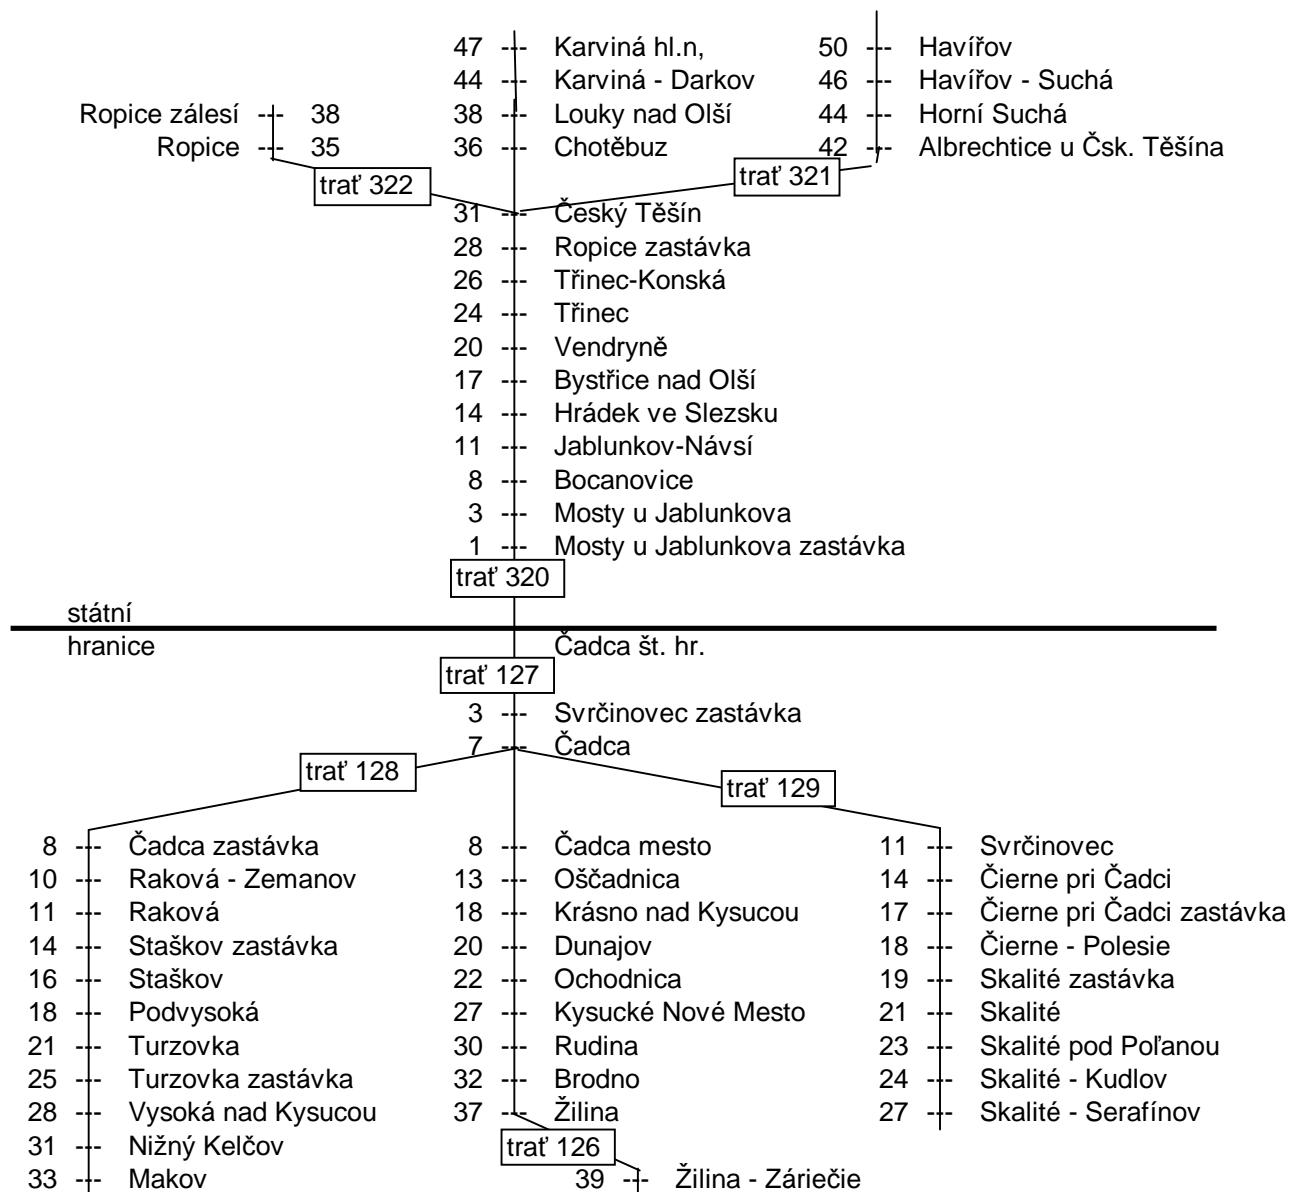 47 --- Karviná hl.n, 50 --- Havířov
44 --- Karviná - Darkov 46 --- Havířov - Suchá
Ropice zálesí --- 38 38 --- Louky nad Olší 44 --- Horní Suchá
Ropice --- 35 36 --- Chotěbuz 42 --- Albrechtice u Čsk. Těšína
trať 322 trať 321
31 --- Český Těšín
28 --- Ropice zastávka
26 --- Třinec-Konská
24 --- Třinec
20 --- Vendryně
17 --- Bystřice nad Olší
14 --- Hrádek ve Slezsku
11 --- Jablunkov-Návsí
8 --- Bocanovice
3 --- Mosty u Jablunkova
1 --- Mosty u Jablunkova zastávka
trať 320
státní
hranice Čadca št. hr.
trať 127
3 --- Svrčinovec zastávka
7 --- Čadca
trať 128 trať 129
8 --- Čadca zastávka 8 --- Čadca mesto 11 --- Svrčinovec
10 --- Raková - Zemanov 13 --- Oščadnica 14 --- Čierne pri Čadci
11 --- Raková 18 --- Krásno nad Kysucou 17 --- Čierne pri Čadci zastávka
14 --- Staškov zastávka 20 --- Dunajov 18 --- Čierne - Polesie
16 --- Staškov 22 --- Ochodnica 19 --- Skalité zastávka
18 --- Podvysoká 27 --- Kysucké Nové Mesto 21 --- Skalité
21 --- Turzovka 30 --- Rudina 23 --- Skalité pod Poľanou
25 --- Turzovka zastávka 32 --- Brodno 24 --- Skalité - Kudlov
28 --- Vysoká nad Kysucou 37 --- Žilina 27 --- Skalité - Serafínov
31 --- Nižný Kelčov trať 126
33 --- Makov 39 --- Žilina - Záriečie